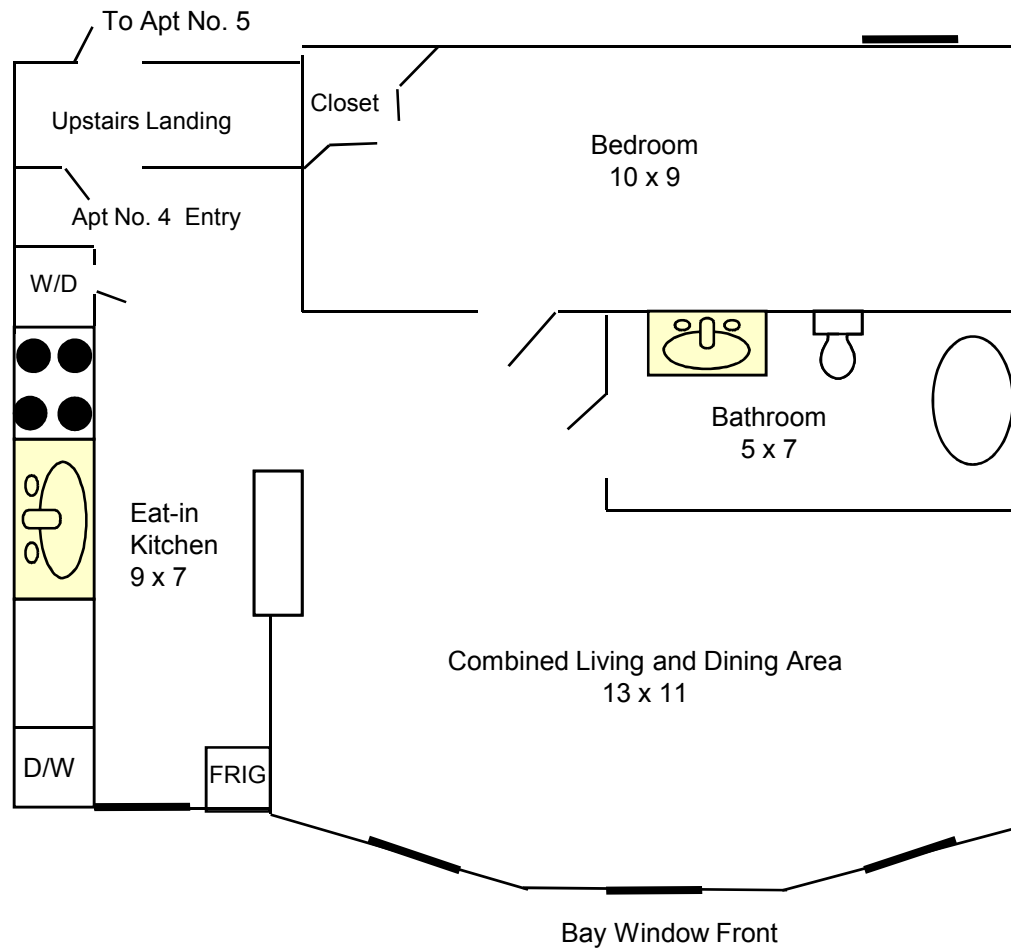 To Apt No. 5
Closet
Upstairs Landing
Bedroom
10 x 9
Apt No. 4 Entry
W/D
Bathroom
5 x 7
Eat-in
Kitchen
9 x 7
Combined Living and Dining Area
13 x 11
D/W
FRIG
Bay Window Front